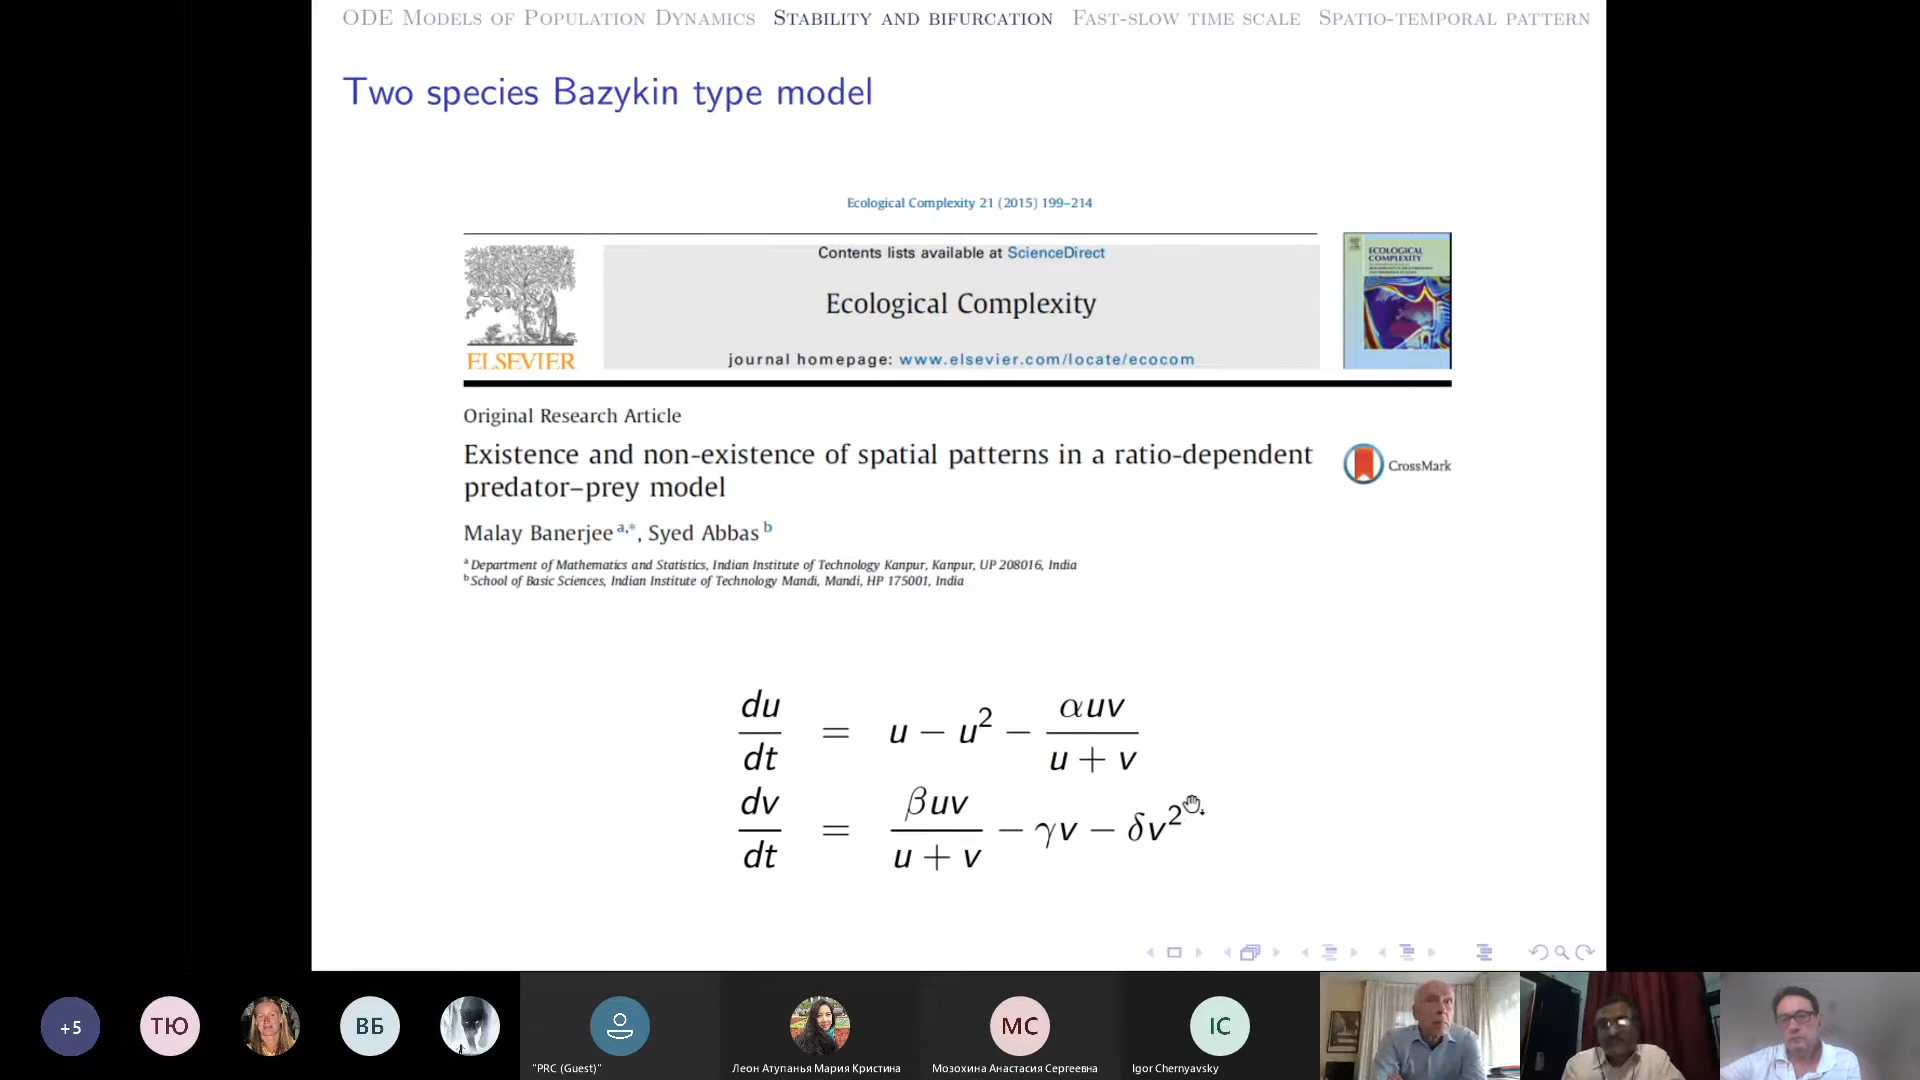 ODE Models of Population Dynamics Stability and bifurcation Fast-slow time scale Spatio-temporal pattern
Two species Bazykin type model
Ecological Complexity 21 (2015) 199–214
Contents lists available at ScienceDirect
Ecological Complexity
journal homepage: www.elsevier.com/locate/ecocom
ELSEVIER
ECOLOGICAL
COMPLEXITY
Original Research Article
Existence and non-existence of spatial patterns in a ratio-dependent
predator–prey model
CrossMark
Malay Banerjee a,*, Syed Abbas b
a Department of Mathematics and Statistics, Indian Institute of Technology Kanpur, Kanpur, UP 208016, India
b School of Basic Sciences, Indian Institute of Technology Mandi, Mandi, HP 175001, India
du/dt = u − u² − αuv/(u + v)
dv/dt = βuv/(u + v) − γv − δv²
+5
ТЮ
ВБ
МС
IC
"PRC (Guest)"
Леон Атупанья Мария Кристина
Мозохина Анастасия Сергеевна
Igor Chernyavsky